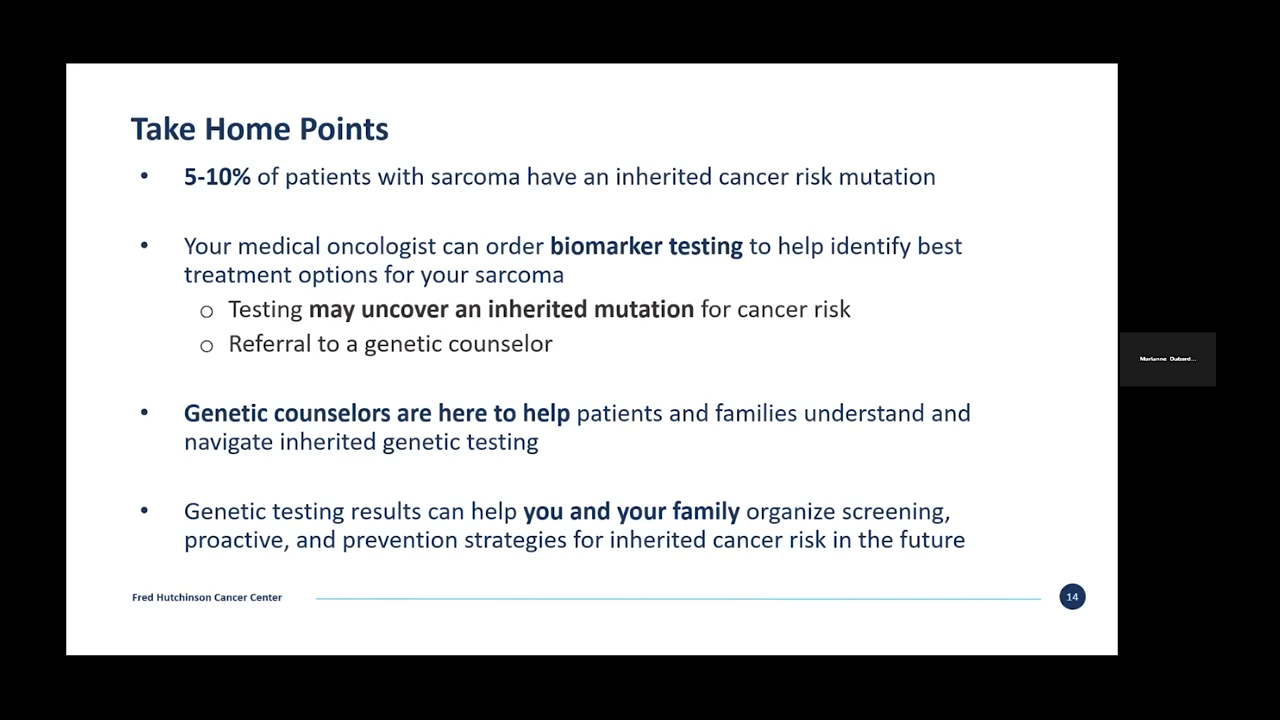 Take Home Points
• 5-10% of patients with sarcoma have an inherited cancer risk mutation
• Your medical oncologist can order biomarker testing to help identify best
treatment options for your sarcoma
o Testing may uncover an inherited mutation for cancer risk
o Referral to a genetic counselor
• Genetic counselors are here to help patients and families understand and
navigate inherited genetic testing
• Genetic testing results can help you and your family organize screening,
proactive, and prevention strategies for inherited cancer risk in the future
Fred Hutchinson Cancer Center
14
Marianne Dubard...